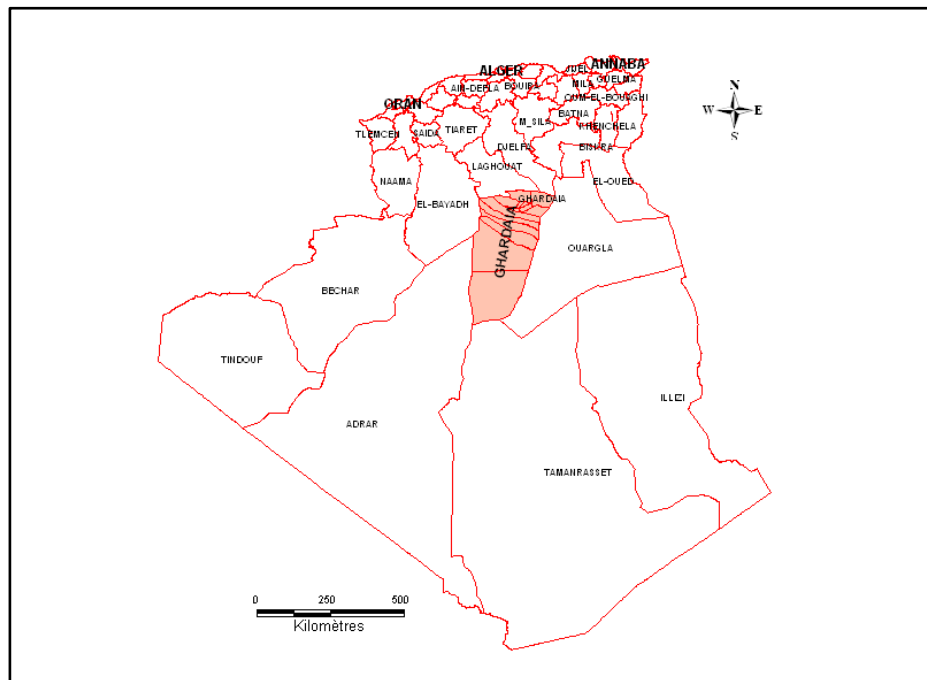 ALGER
ANNABA
JIJEL
BOUIRA
MILA
GUELMA
AIN-DEFLA
OUM-EL-BOUAGHI
ORAN
BATNA
M_SILA
KHENCHELA
TLEMCEN
SAIDA
TIARET
DJELFA
BISKRA
LAGHOUAT
NAAMA
EL-OUED
EL-BAYADH
GHARDAIA
GHARDAIA
OUARGLA
BECHAR
TINDOUF
ILLIZI
ADRAR
TAMANRASSET
N
W E
S
0 250 500
Kilomètres